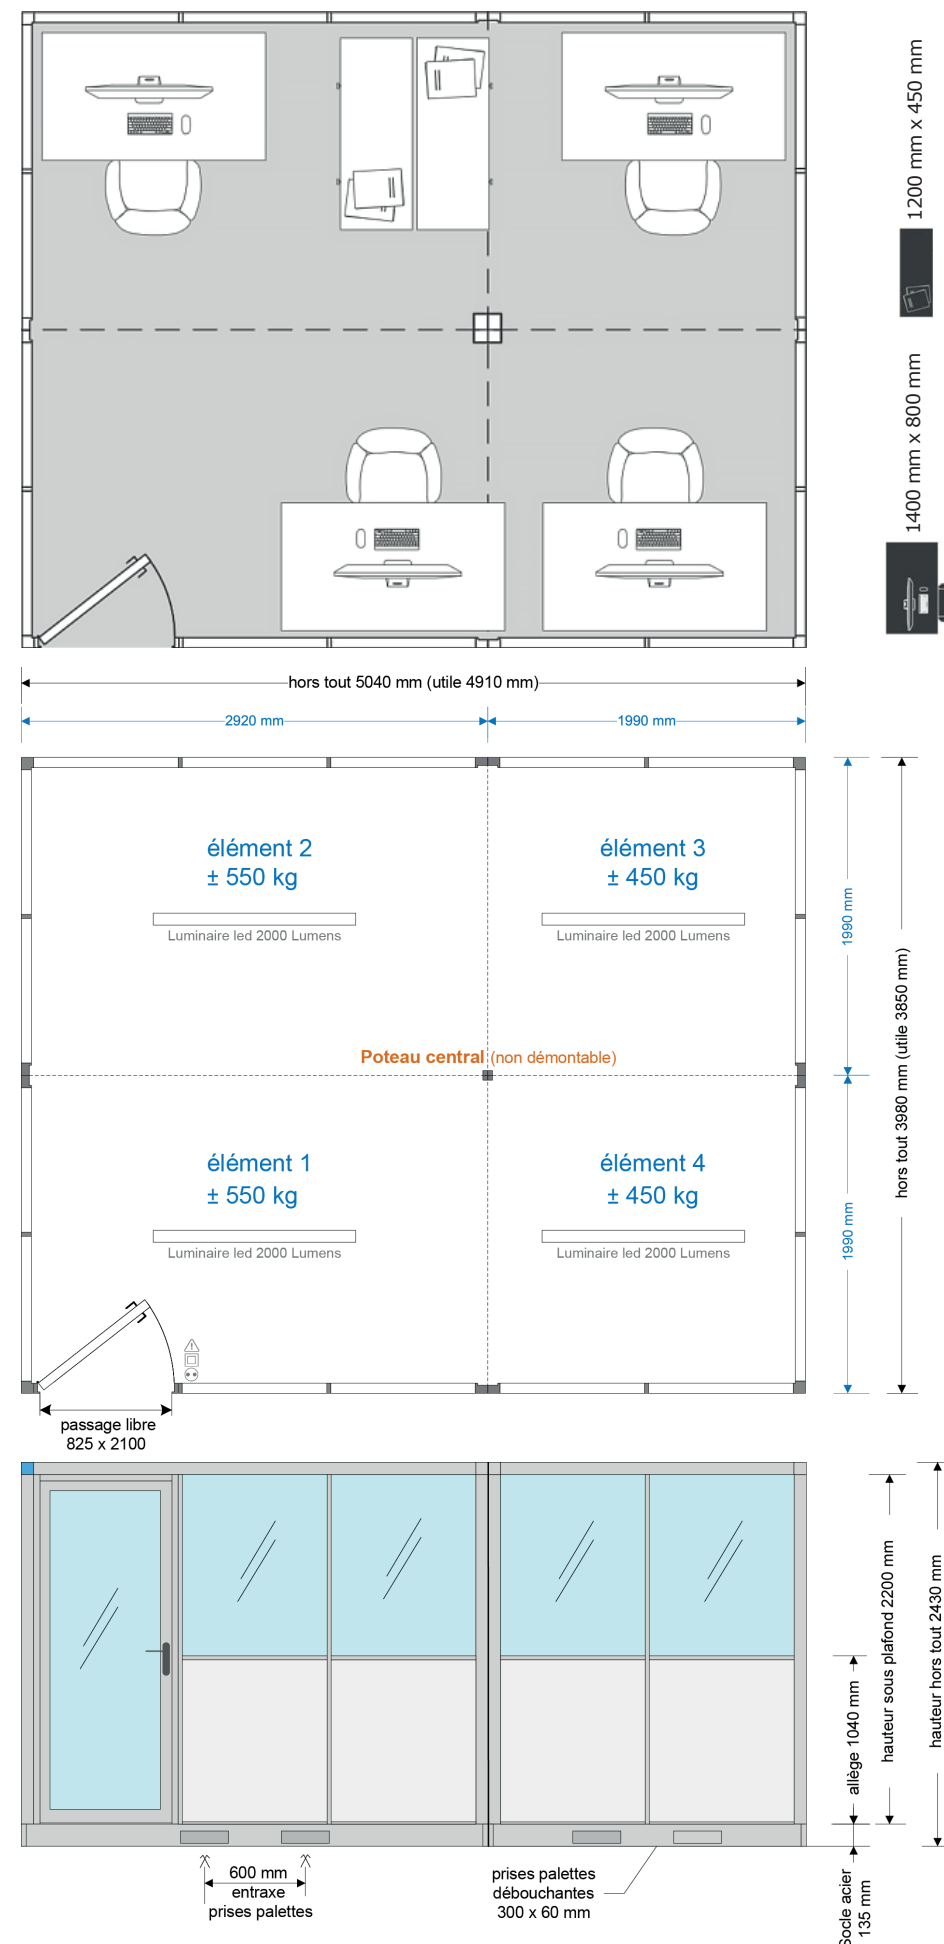 1200 mm x 450 mm
1400 mm x 800 mm
hors tout 5040 mm (utile 4910 mm)
2920 mm
1990 mm
élément 2
± 550 kg
Luminaire led 2000 Lumens
élément 3
± 450 kg
Luminaire led 2000 Lumens
1990 mm
hors tout 3980 mm (utile 3850 mm)
Poteau central (non démontable)
élément 1
± 550 kg
Luminaire led 2000 Lumens
élément 4
± 450 kg
Luminaire led 2000 Lumens
1990 mm
passage libre
825 x 2100
allège 1040 mm
hauteur sous plafond 2200 mm
hauteur hors tout 2430 mm
600 mm
entraxe
prises palettes
prises palettes
débouchantes
300 x 60 mm
Socle acier
135 mm